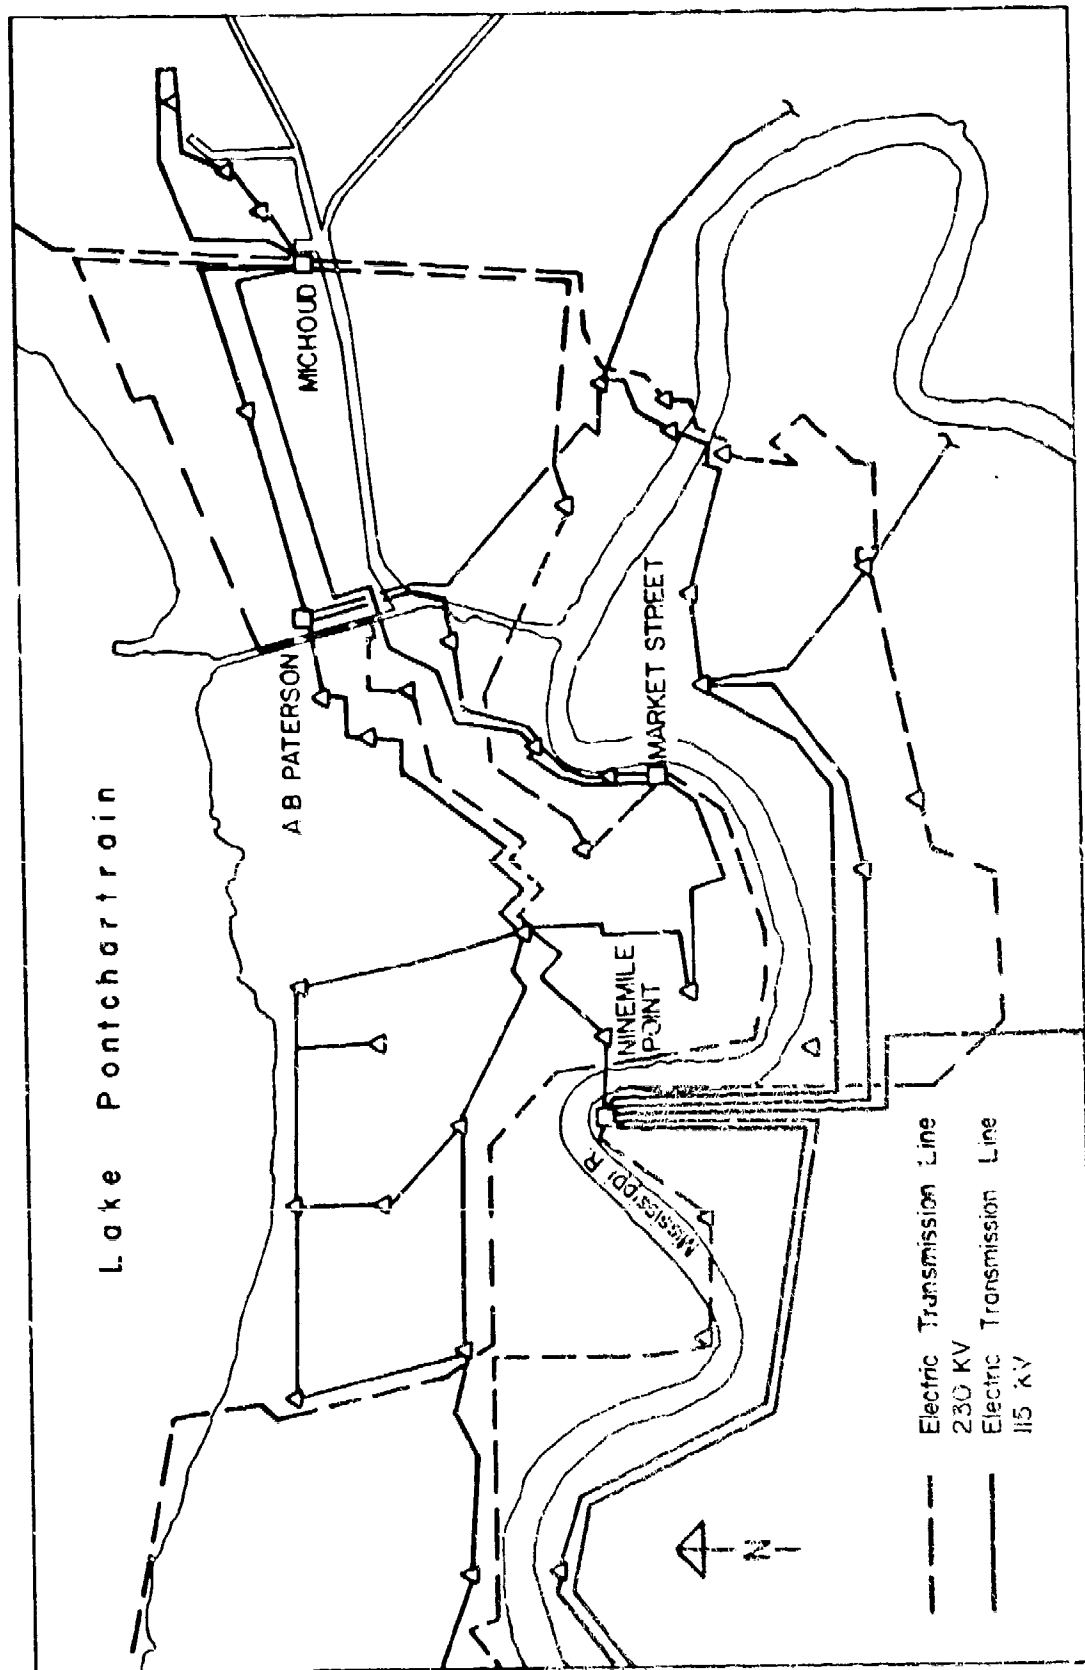 Lake Pontchartrain
MICHOUD
A B PATERSON
MARKET STREET
NINEMILE
POINT
Mississippi R.
N
Electric Transmission Line
230 KV
Electric Transmission Line
115 KV